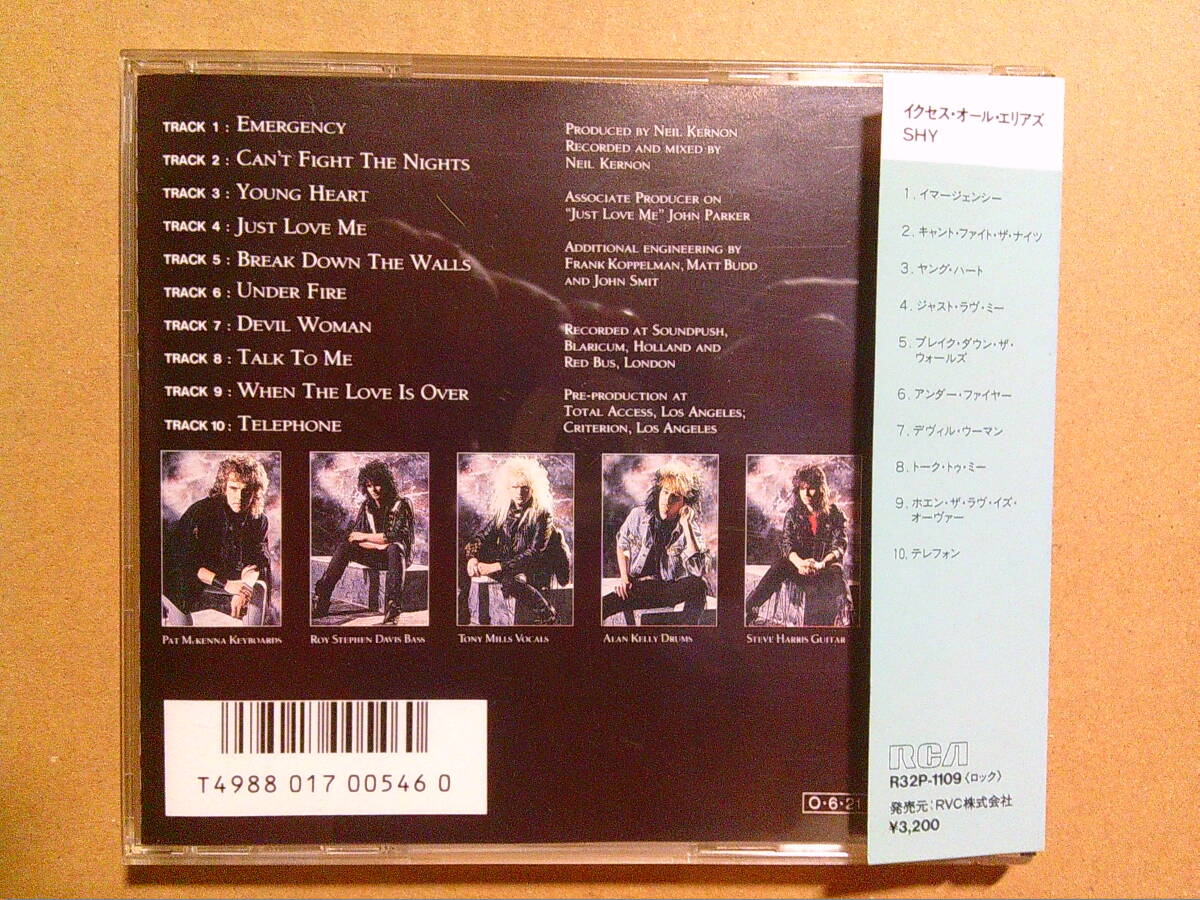 TRACK 1 : EMERGENCY
TRACK 2 : CAN'T FIGHT THE NIGHTS
TRACK 3 : YOUNG HEART
TRACK 4 : JUST LOVE ME
TRACK 5 : BREAK DOWN THE WALLS
TRACK 6 : UNDER FIRE
TRACK 7 : DEVIL WOMAN
TRACK 8 : TALK TO ME
TRACK 9 : WHEN THE LOVE IS OVER
TRACK 10 : TELEPHONE
PRODUCED BY NEIL KERNON
RECORDED AND MIXED BY
NEIL KERNON
ASSOCIATE PRODUCER ON
"JUST LOVE ME" JOHN PARKER
ADDITIONAL ENGINEERING BY
FRANK KOPPELMAN, MATT BUDD
AND JOHN SMIT
RECORDED AT SOUNDPUSH,
BLARICUM, HOLLAND AND
RED BUS, LONDON
PRE-PRODUCTION AT
TOTAL ACCESS, LOS ANGELES;
CRITERION, LOS ANGELES
PAT MCKENNA KEYBOARDS
ROY STEPHEN DAVIS BASS
TONY MILLS VOCALS
ALAN KELLY DRUMS
STEVE HARRIS GUITAR
T4988 017 00546 0
O・6・21
イクセス・オール・エリアズ
SHY
1. イマージェンシー
2. キャント・ファイト・ザ・ナイツ
3. ヤング・ハート
4. ジャスト・ラヴ・ミー
5. ブレイク・ダウン・ザ・
ウォールズ
6. アンダー・ファイヤー
7. デヴィル・ウーマン
8. トーク・トゥ・ミー
9. ホエン・ザ・ラヴ・イズ・
オーヴァー
10. テレフォン
RCA
R32P-1109〈ロック〉
発売元:RVC株式会社
¥3,200